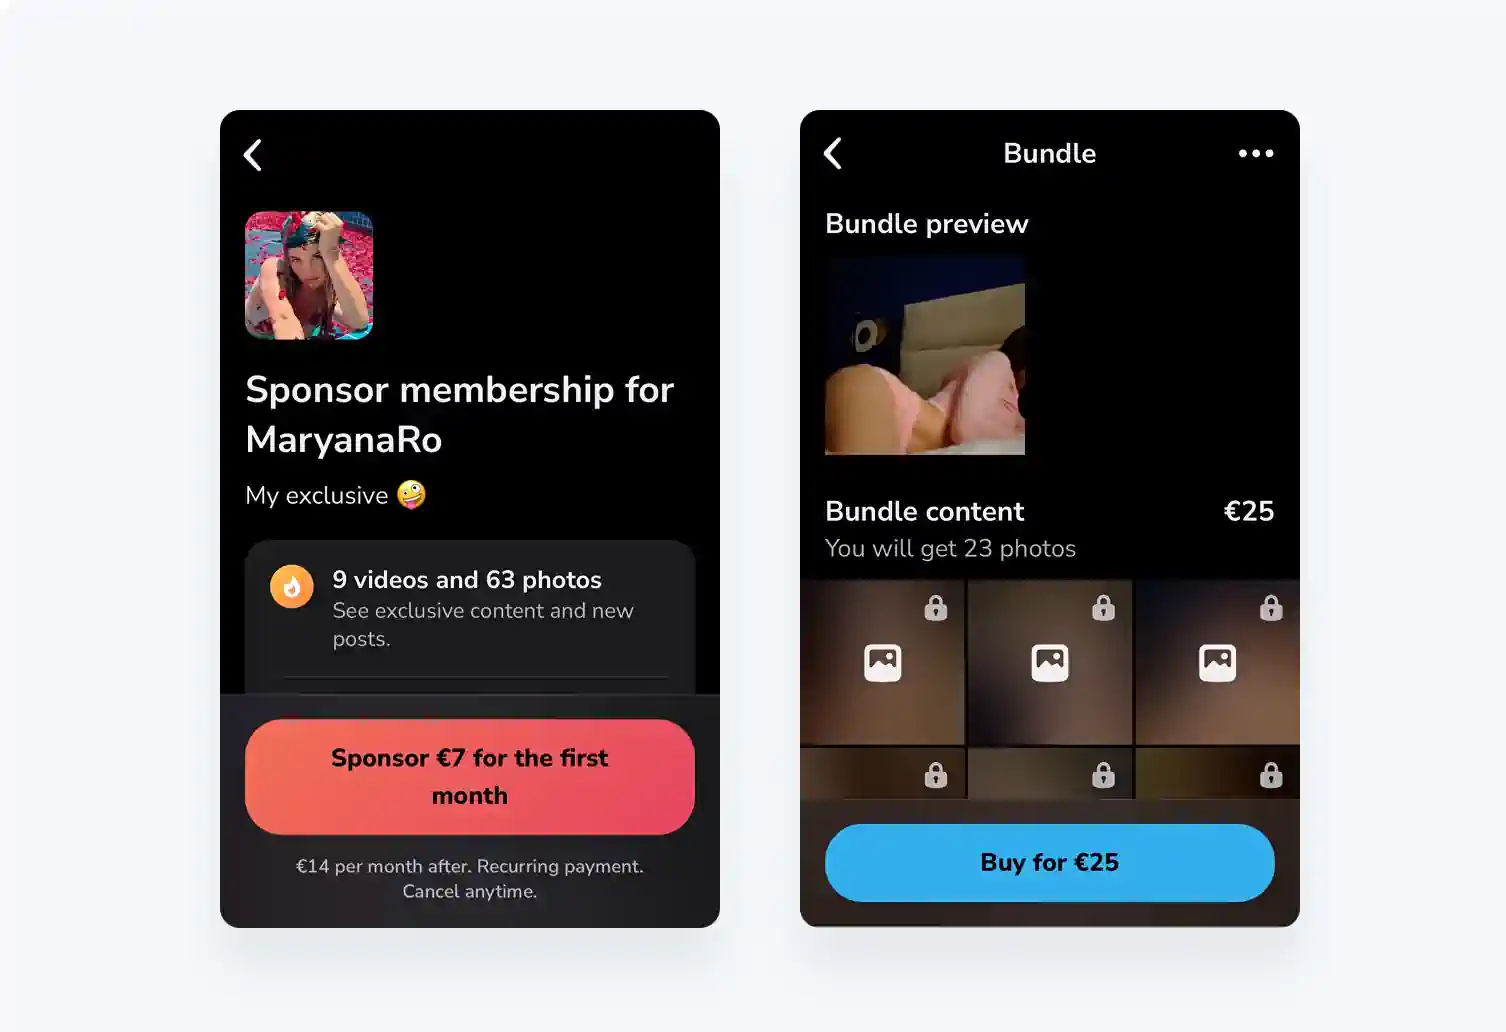 Sponsor membership for
MaryanaRo
My exclusive 🤪
9 videos and 63 photos
See exclusive content and new
posts.
Sponsor €7 for the first
month
€14 per month after. Recurring payment.
Cancel anytime.
Bundle
Bundle preview
Bundle content
€25
You will get 23 photos
Buy for €25